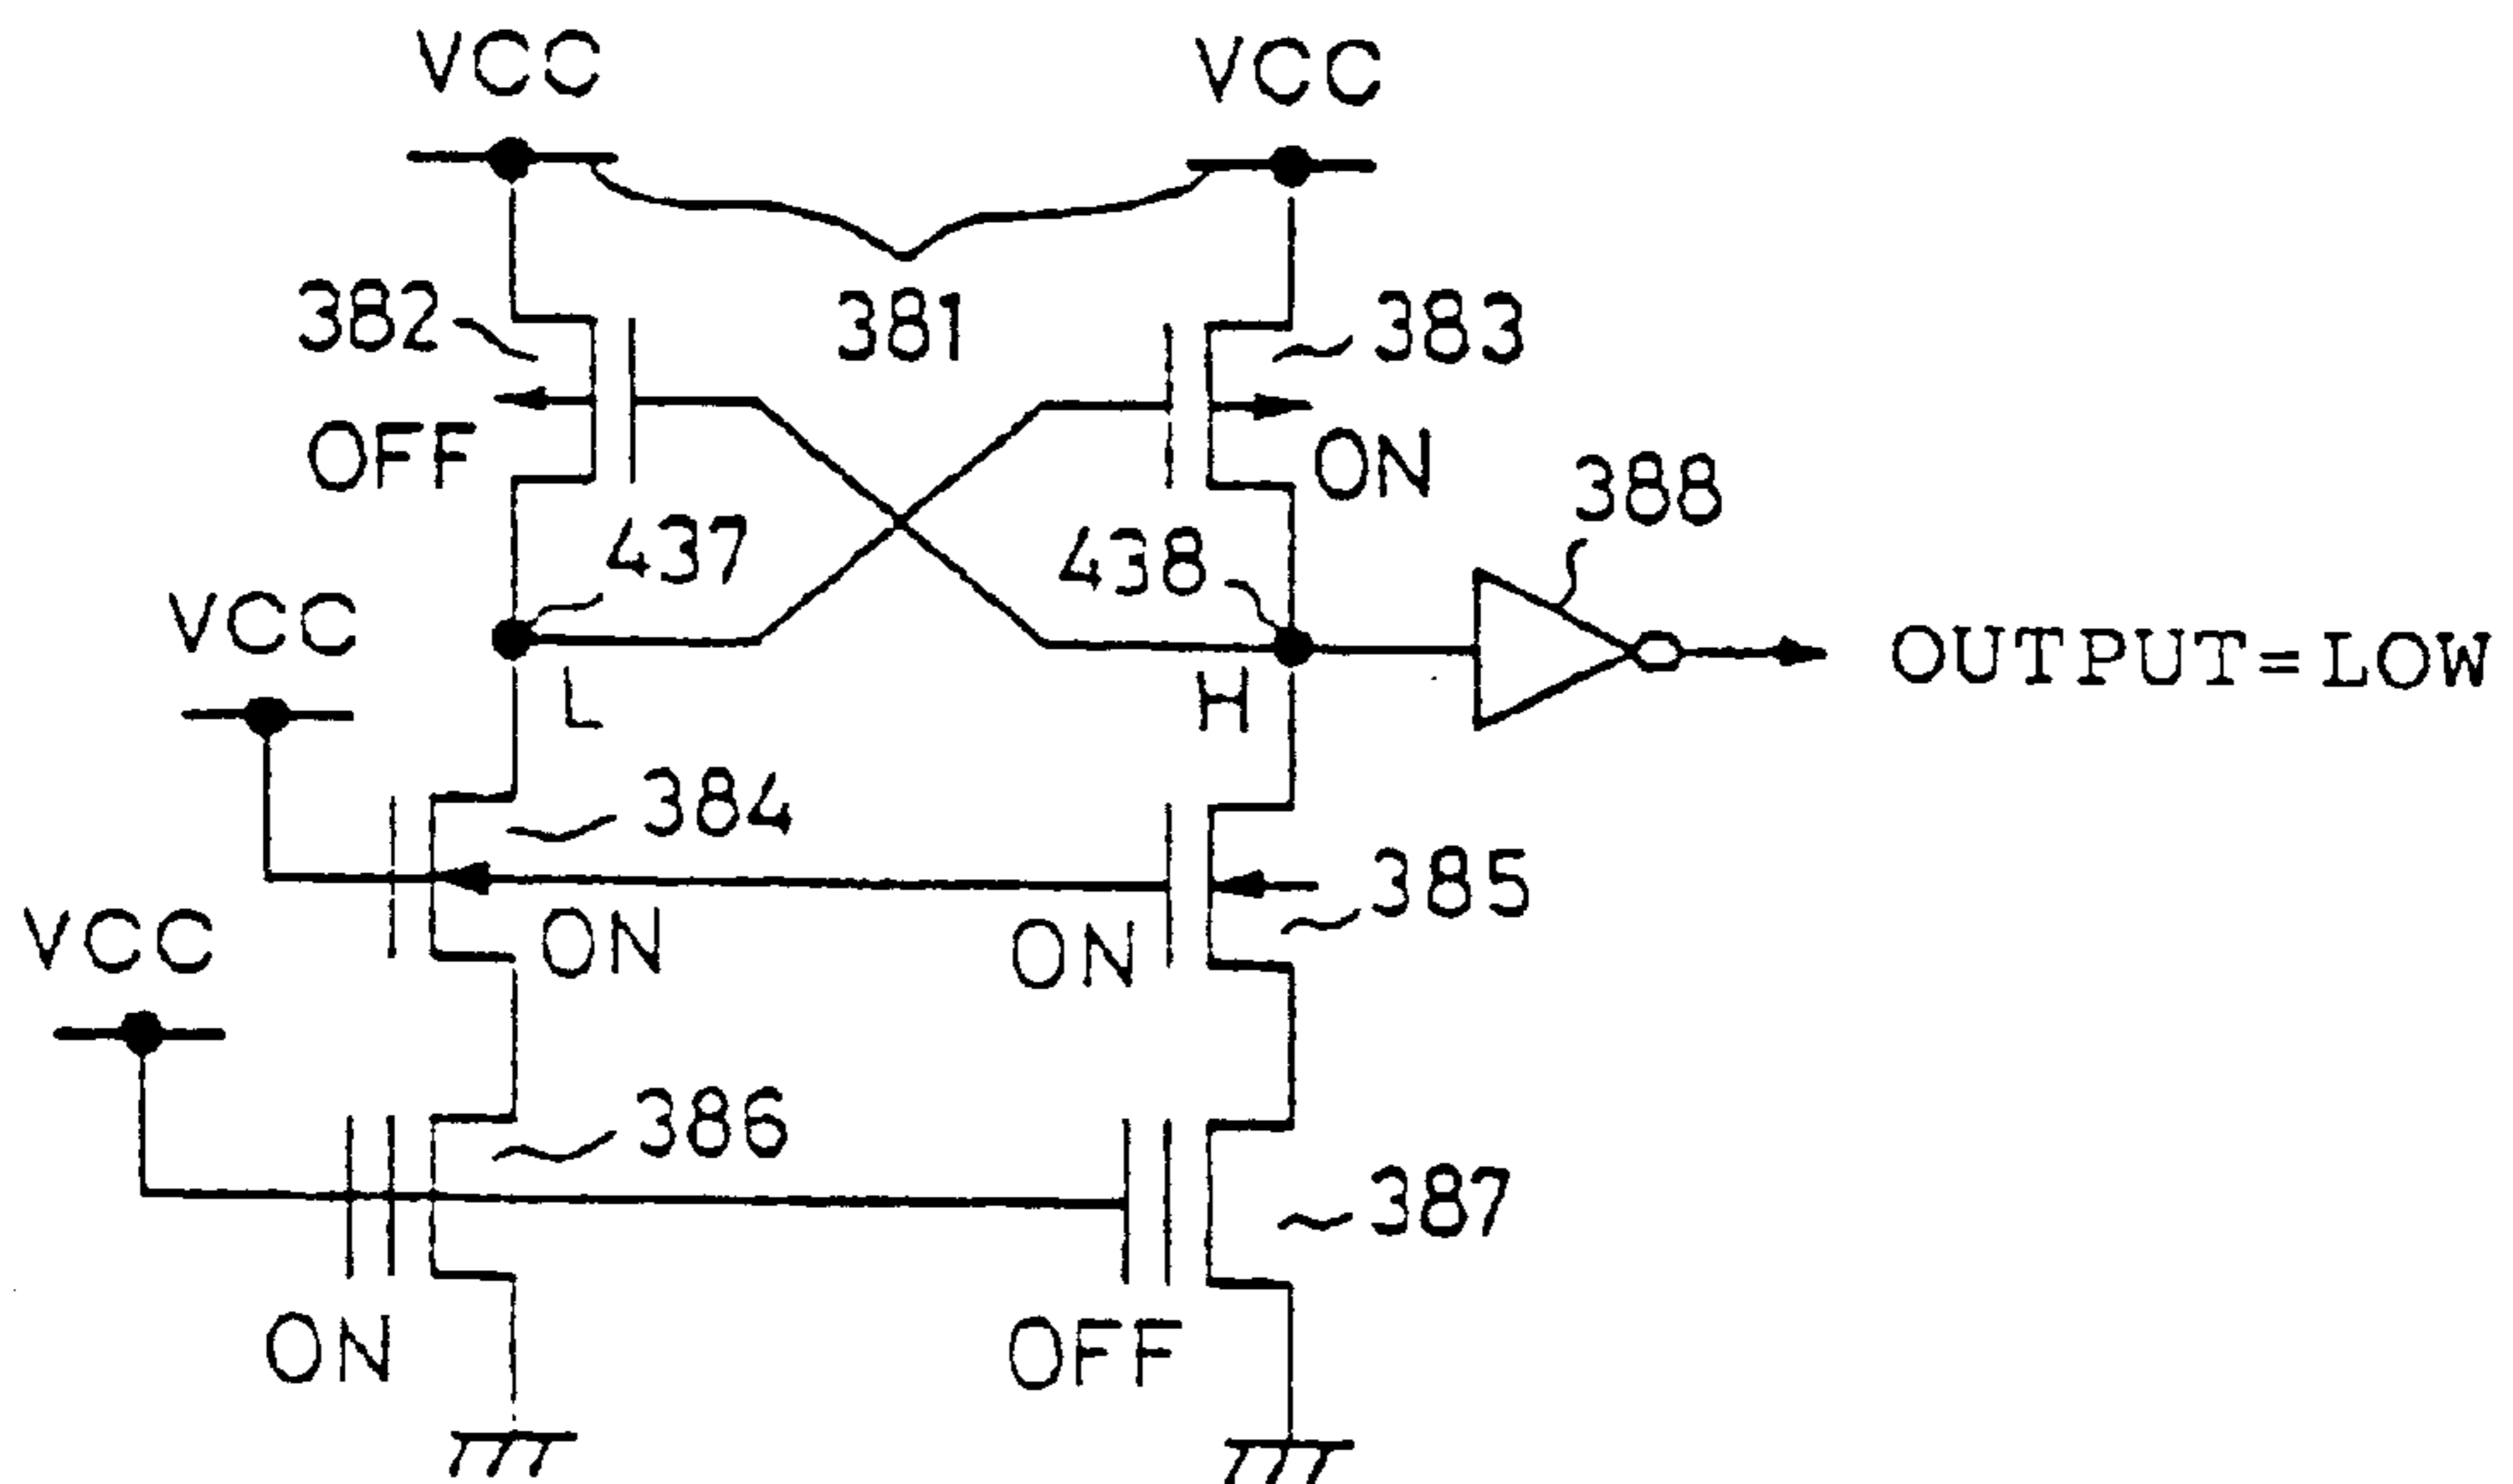 VCC
VCC
382
381
383
OFF
ON
388
437
438
VCC
OUTPUT=LOW
L
H
384
385
VCC
ON
ON
386
387
ON
OFF